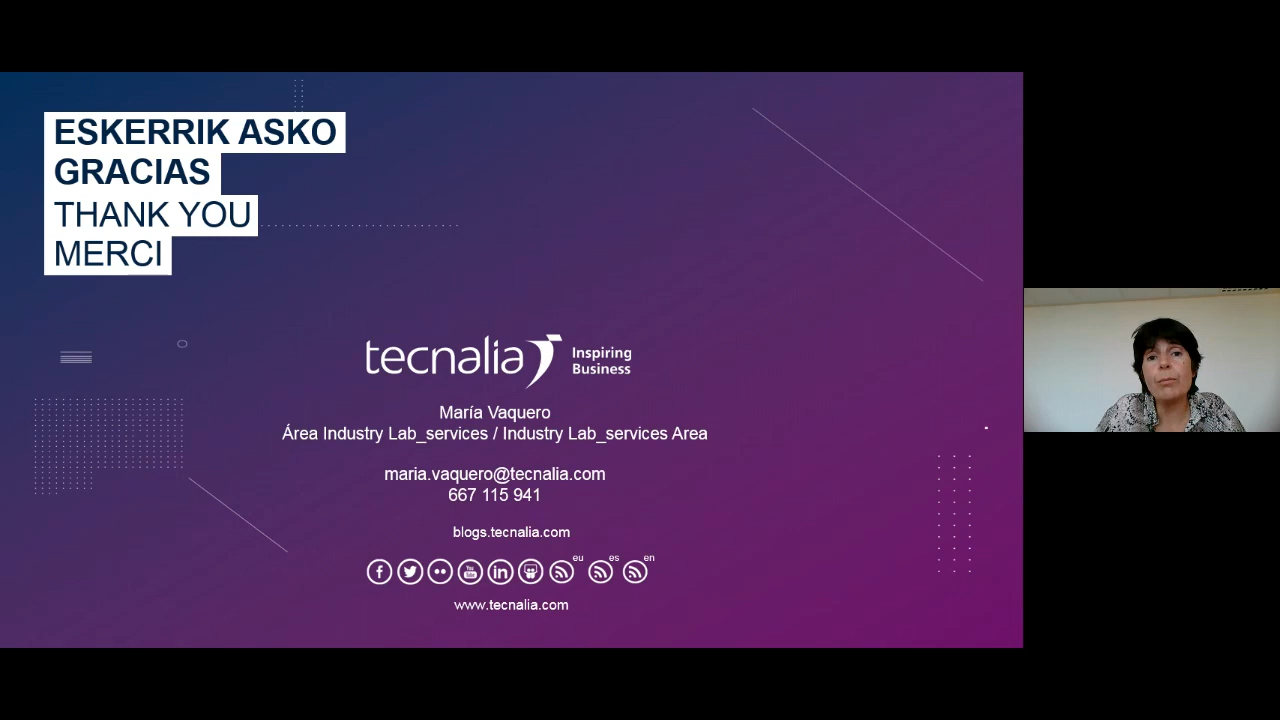 ESKERRIK ASKO
GRACIAS
THANK YOU
MERCI
tecnalia Inspiring
Business
María Vaquero
Área Industry Lab_services / Industry Lab_services Area
maria.vaquero@tecnalia.com
667 115 941
blogs.tecnalia.com
eu es en
www.tecnalia.com